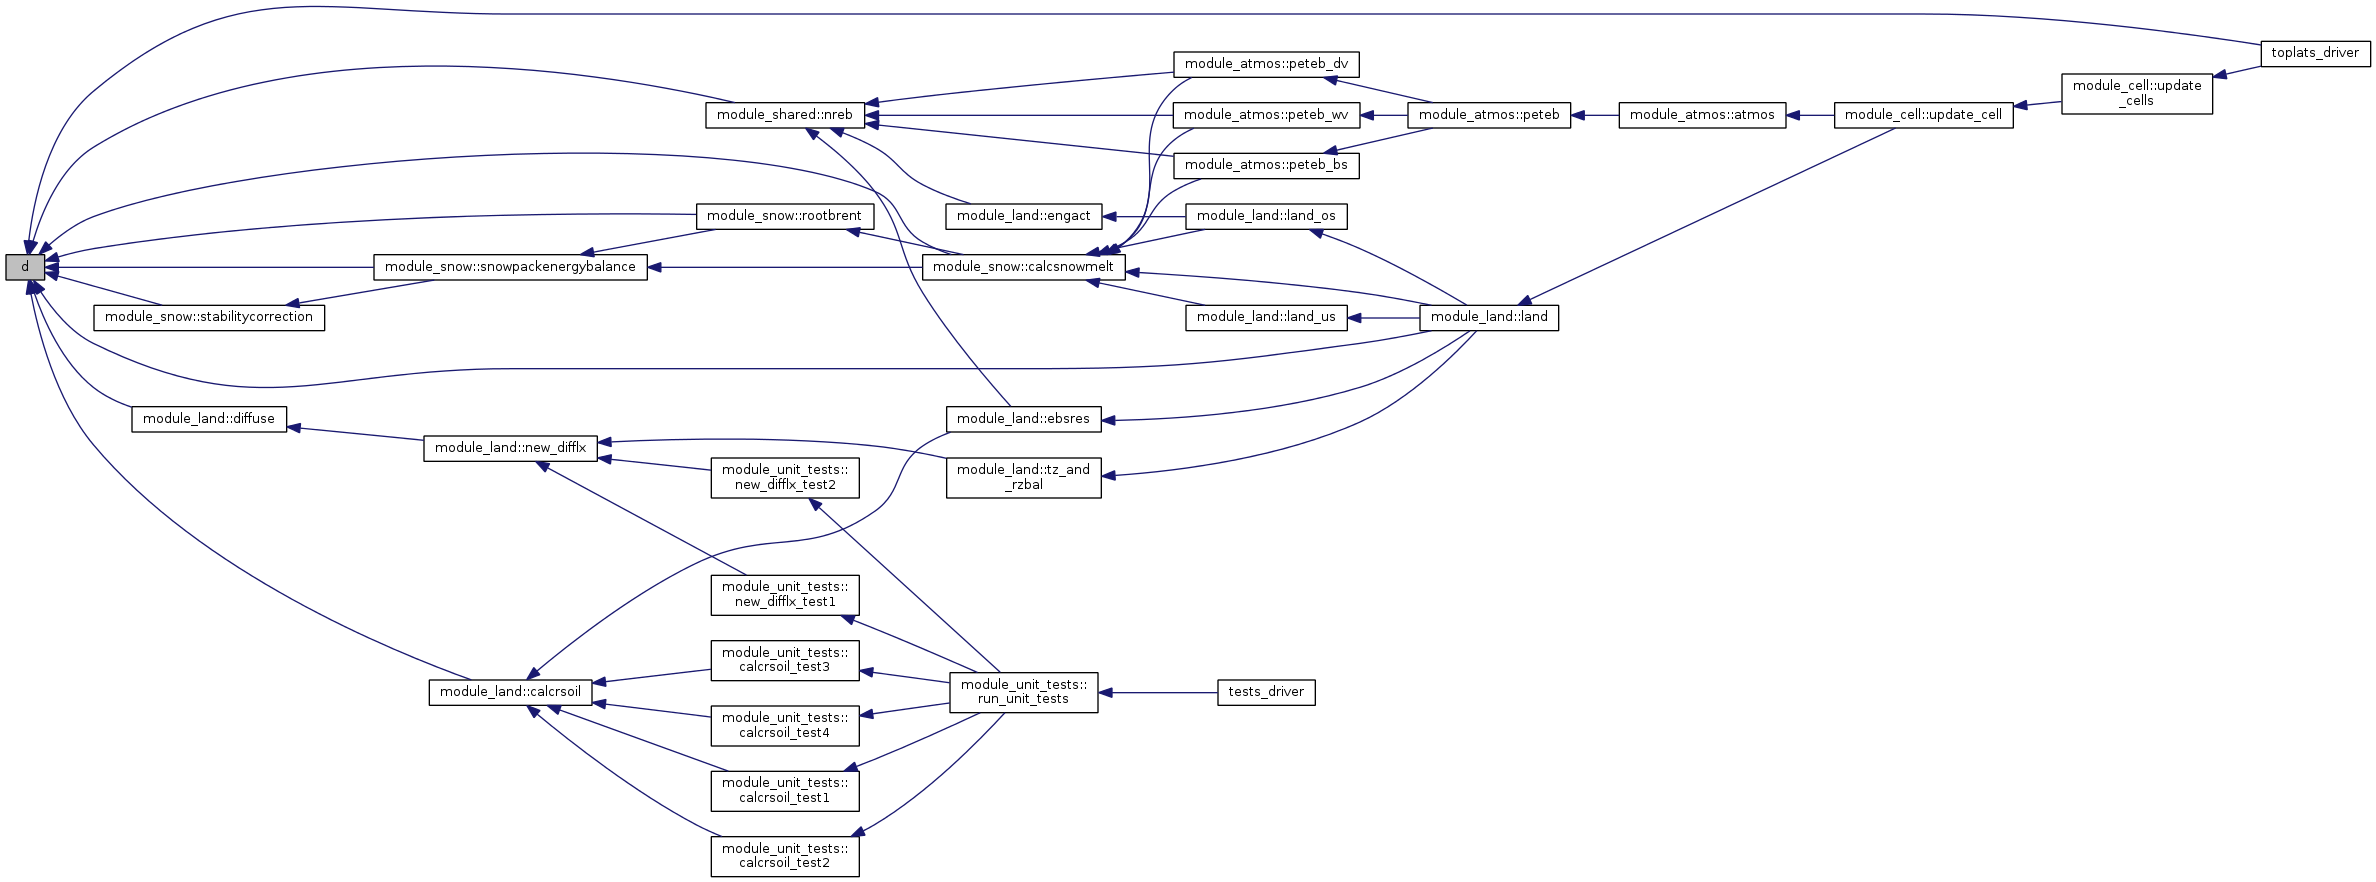 toplats_driver
module_atmos::peteb_dv
module_cell::update
_cells
module_shared::nreb
module_atmos::peteb_wv
module_atmos::peteb
module_atmos::atmos
module_cell::update_cell
module_atmos::peteb_bs
module_snow::rootbrent
module_land::engact
module_land::land_os
d
module_snow::snowpackenergybalance
module_snow::calcsnowmelt
module_snow::stabilitycorrection
module_land::land_us
module_land::land
module_land::diffuse
module_land::ebsres
module_land::new_difflx
module_unit_tests::
new_difflx_test2
module_land::tz_and
_rzbal
module_unit_tests::
new_difflx_test1
module_unit_tests::
calcrsoil_test3
module_land::calcrsoil
module_unit_tests::
run_unit_tests
tests_driver
module_unit_tests::
calcrsoil_test4
module_unit_tests::
calcrsoil_test1
module_unit_tests::
calcrsoil_test2